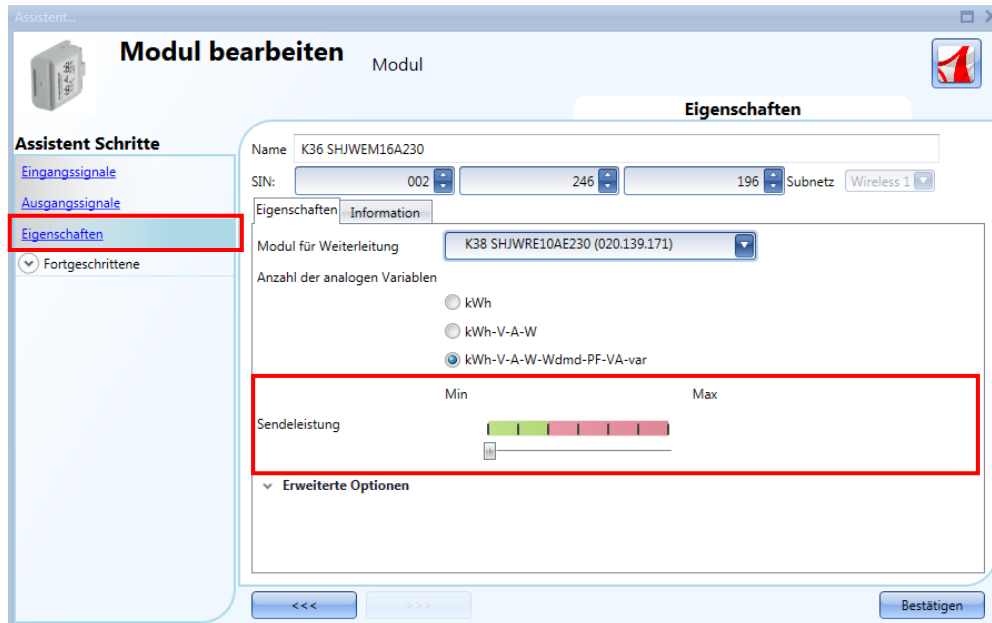 Assistent...
Modul bearbeiten Modul
Eigenschaften
Assistent Schritte
Eingangssignale
Ausgangssignale
Eigenschaften
Fortgeschrittene
Name K36 SHJWEM16A230
SIN: 002 246 196 Subnetz Wireless 1
Eigenschaften Information
Modul für Weiterleitung K38 SHJWRE10AE230 (020.139.171)
Anzahl der analogen Variablen
kWh
kWh-V-A-W
kWh-V-A-W-Wdmd-PF-VA-var
Min Max
Sendeleistung
Erweiterte Optionen
<<< >>> Bestätigen